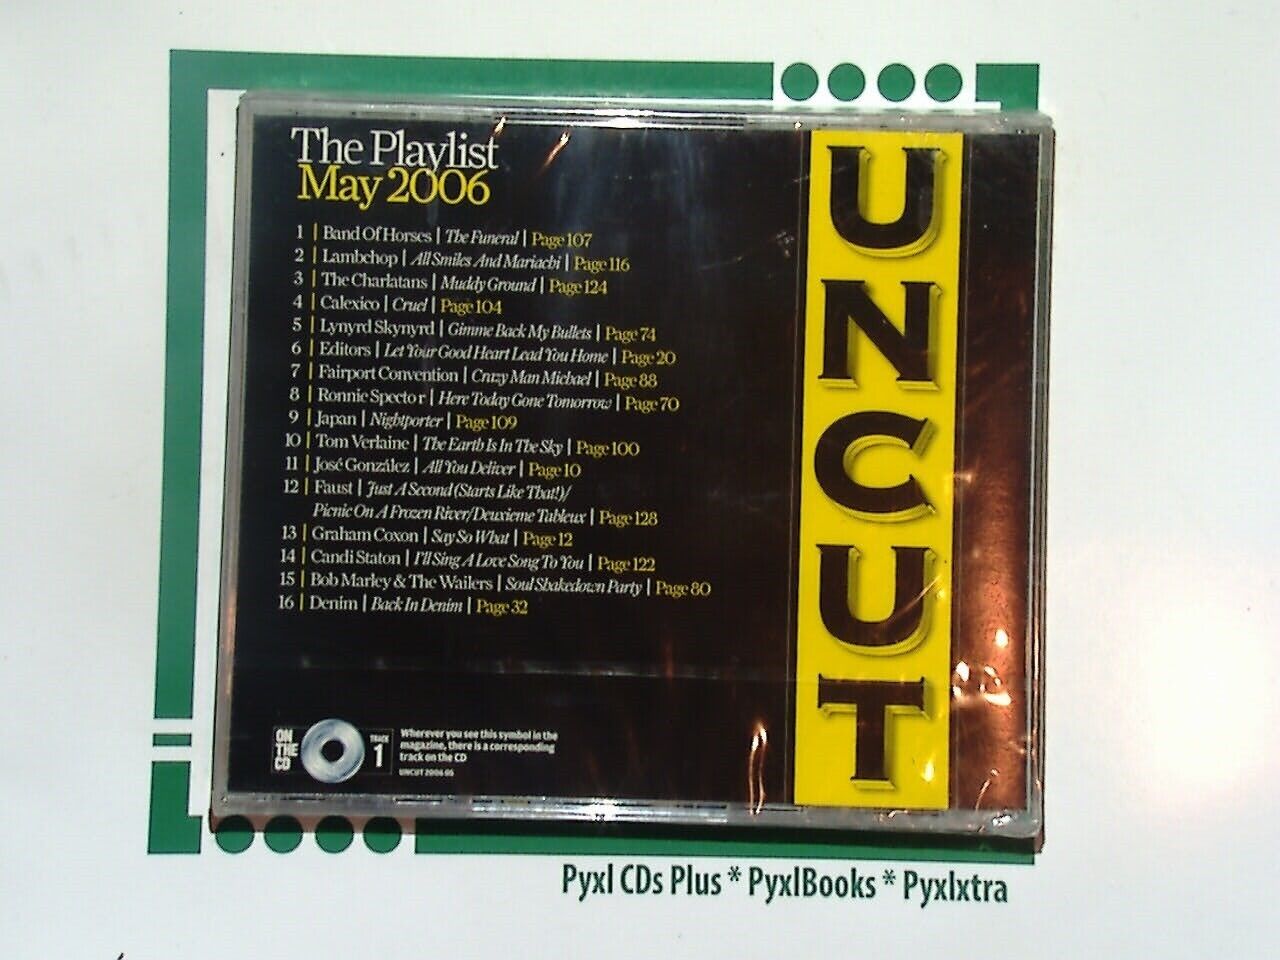 The Playlist
May 2006
1 | Band Of Horses | The Funeral | Page 107
2 | Lambchop | All Smiles And Mariachi | Page 116
3 | The Charlatans | Muddy Ground | Page 124
4 | Calexico | Cruel | Page 104
5 | Lynyrd Skynyrd | Gimme Back My Bullets | Page 74
6 | Editors | Let Your Good Heart Lead You Home | Page 20
7 | Fairport Convention | Crazy Man Michael | Page 88
8 | Ronnie Spector | Here Today Gone Tomorrow | Page 70
9 | Japan | Nightporter | Page 109
10 | Tom Verlaine | The Earth Is In The Sky | Page 100
11 | José González | All You Deliver | Page 10
12 | Faust | Just A Second (Starts Like That!)/
Picnic On A Frozen River/Deuxieme Tableux | Page 128
13 | Graham Coxon | Say So What | Page 12
14 | Candi Staton | I'll Sing A Love Song To You | Page 122
15 | Bob Marley & The Wailers | Soul Shakedown Party | Page 80
16 | Denim | Back In Denim | Page 32
ON
THE
CD
TRACK
1
Wherever you see this symbol in the
magazine, there is a corresponding
track on the CD
UNCUT 2006 05
UNCUT
Pyxl CDs Plus * PyxlBooks * Pyxlxtra